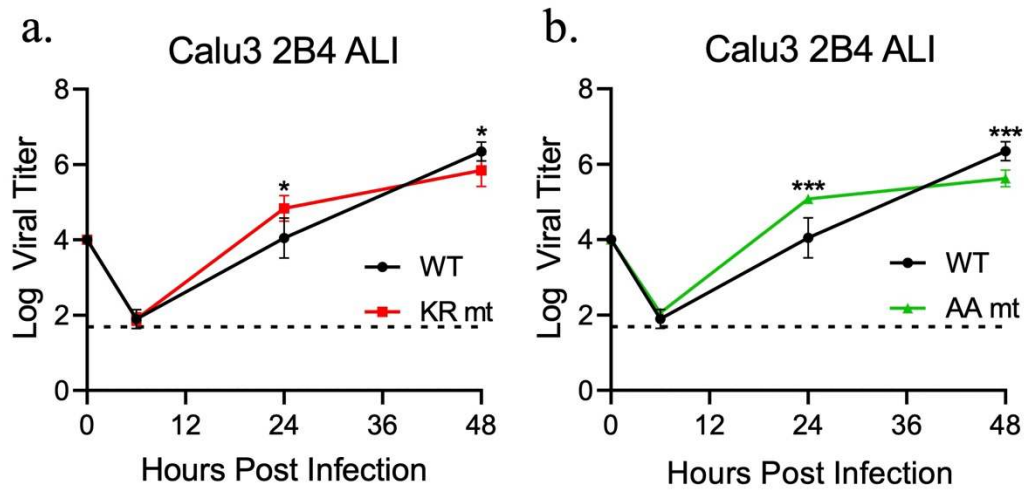 a.
Calu3 2B4 ALI
Log Viral Titer
8
6
4
2
0
*
*
WT
KR mt
0 12 24 36 48
Hours Post Infection
b.
Calu3 2B4 ALI
Log Viral Titer
8
6
4
2
0
***
***
WT
AA mt
0 12 24 36 48
Hours Post Infection